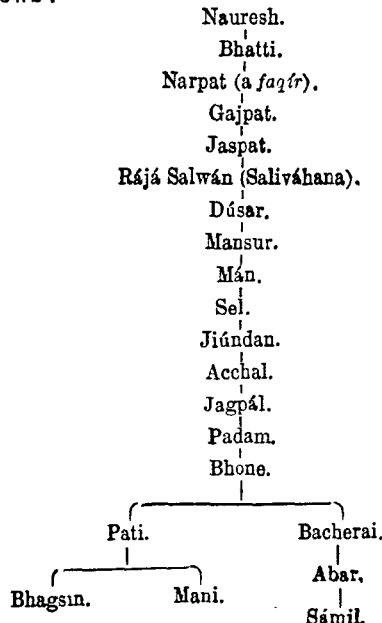 Nauresh.
Bhatti.
Narpat (a faqír).
Gajpat.
Jaspat.
Rájá Salwán (Saliváhana).
Dúsar.
Mansur.
Mán.
Sel.
Jiúndan.
Acchal.
Jagpál.
Padam.
Bhone.
Pati. Bacherai.
Bhagsin. Mani. Abar.
Sámil.